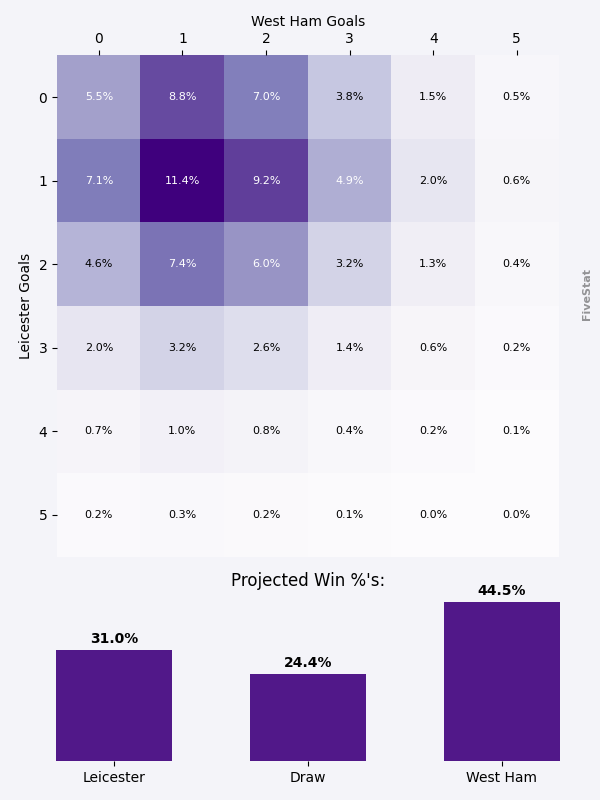 West Ham Goals
0 1 2 3 4 5
0 5.5% 8.8% 7.0% 3.8% 1.5% 0.5%
1 7.1% 11.4% 9.2% 4.9% 2.0% 0.6%
2 4.6% 7.4% 6.0% 3.2% 1.3% 0.4%
3 2.0% 3.2% 2.6% 1.4% 0.6% 0.2%
4 0.7% 1.0% 0.8% 0.4% 0.2% 0.1%
5 0.2% 0.3% 0.2% 0.1% 0.0% 0.0%
Leicester Goals
FiveStat
Projected Win %'s:
31.0% 24.4% 44.5%
Leicester Draw West Ham